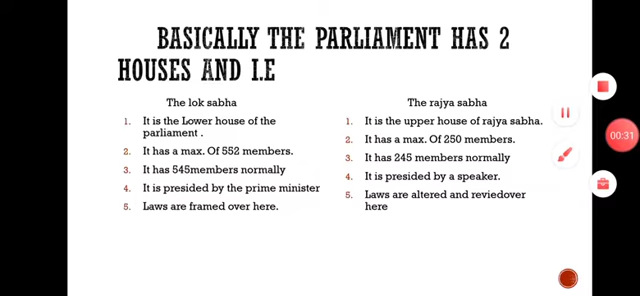 BASICALLY THE PARLIAMENT HAS 2
HOUSES AND I.E
The lok sabha
1. It is the Lower house of the
parliament .
2. It has a max. Of 552 members.
3. It has 545members normally
4. It is presided by the prime minister
5. Laws are framed over here.
The rajya sabha
1. It is the upper house of rajya sabha.
2. It has a max. Of 250 members.
3. It has 245 members normally
4. It is presided by a speaker.
5. Laws are altered and reviedover
here
00:31